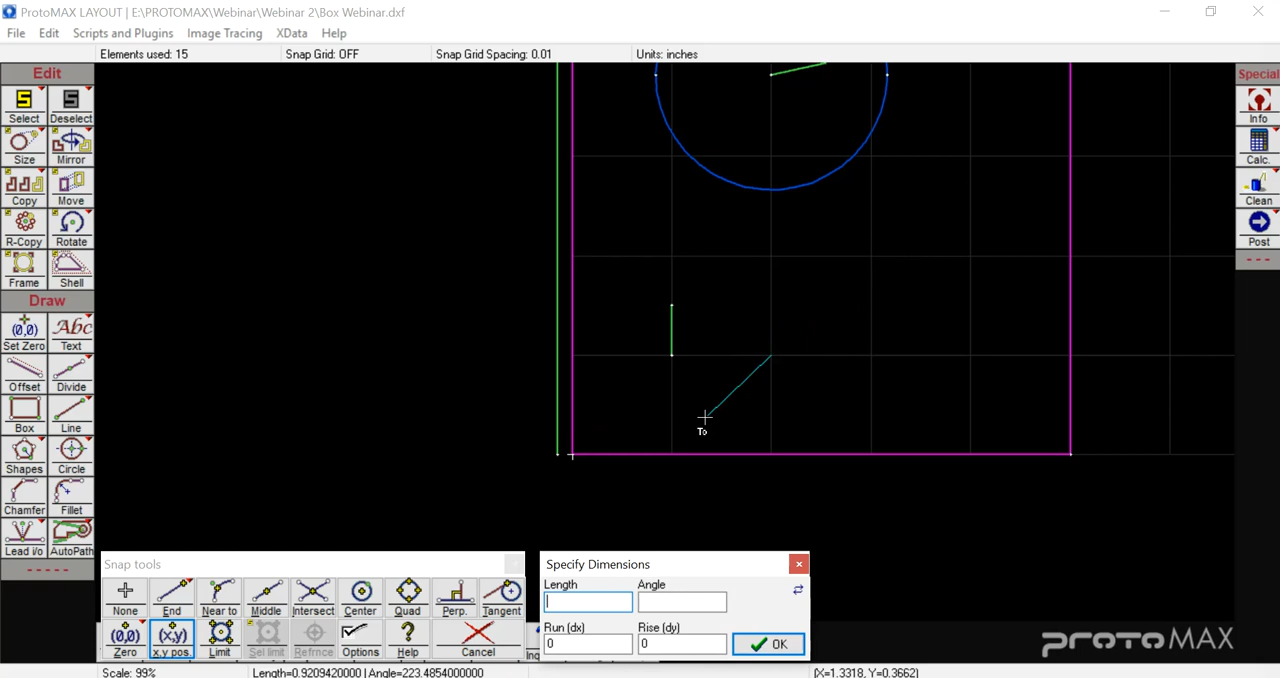 ProtoMAX LAYOUT | E:\PROTOMAX\Webinar\Webinar 2\Box Webinar.dxf
File Edit Scripts and Plugins Image Tracing XData Help
Elements used: 15 Snap Grid: OFF Snap Grid Spacing: 0.01 Units: inches
Edit Special
Select Deselect Info
Size Mirror Calc.
Copy Move Clean
R-Copy Rotate Post
Frame Shell
Draw
(0,0) Abc
Set Zero Text
Offset Divide
Box Line
Shapes Circle
Chamfer Fillet
Lead i/o AutoPath
To
Snap tools
None End Near to Middle Intersect Center Quad Perp. Tangent
(0,0) (x,y)
Zero x,y pos. Limit Sel limit Refrnce Options Help Cancel
Specify Dimensions
Length Angle
Run (dx) Rise (dy)
0 0 OK
PROTOMAX
Scale: 99% Length=0.9209420000 | Angle=223.4854000000 [X=1.3318, Y=0.3662]